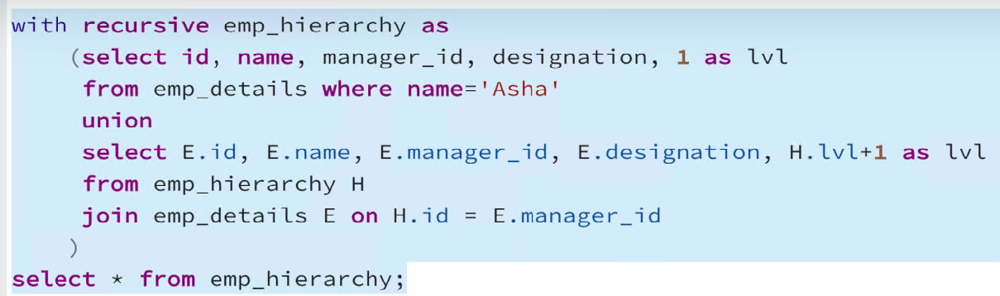 with recursive emp_hierarchy as
(select id, name, manager_id, designation, 1 as lvl
from emp_details where name='Asha'
union
select E.id, E.name, E.manager_id, E.designation, H.lvl+1 as lvl
from emp_hierarchy H
join emp_details E on H.id = E.manager_id
)
select * from emp_hierarchy;